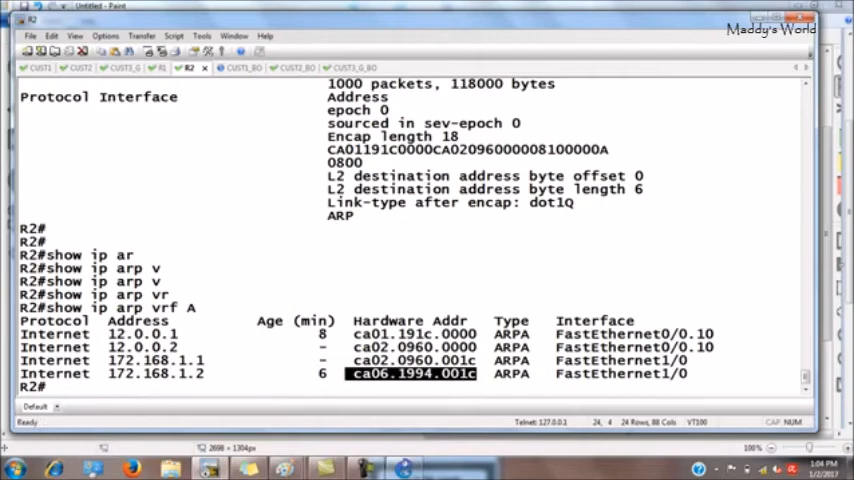 Untitled - Paint
Maddy's World
R2
File Edit View Options Transfer Script Tools Window Help
CUST1 CUST2 CUST3_G R1 R2 × CUST1_BO CUST2_BO CUST3_G_BO
1000 packets, 118000 bytes
Protocol Interface Address
epoch 0
sourced in sev-epoch 0
Encap length 18
CA01191C0000CA02096000008100000A
0800
L2 destination address byte offset 0
L2 destination address byte length 6
Link-type after encap: dot1Q
ARP
R2#
R2#
R2#show ip ar
R2#show ip arp v
R2#show ip arp v
R2#show ip arp vr
R2#show ip arp vrf A
Protocol Address Age (min) Hardware Addr Type Interface
Internet 12.0.0.1 8 ca01.191c.0000 ARPA FastEthernet0/0.10
Internet 12.0.0.2 - ca02.0960.0000 ARPA FastEthernet0/0.10
Internet 172.168.1.1 - ca02.0960.001c ARPA FastEthernet1/0
Internet 172.168.1.2 6 ca06.1994.001c ARPA FastEthernet1/0
R2#
Default
Ready Telnet: 127.0.0.1 24, 4 24 Rows, 88 Cols VT100 CAP NUM
2698 × 1304px 100%
1:04 PM
1/2/2017